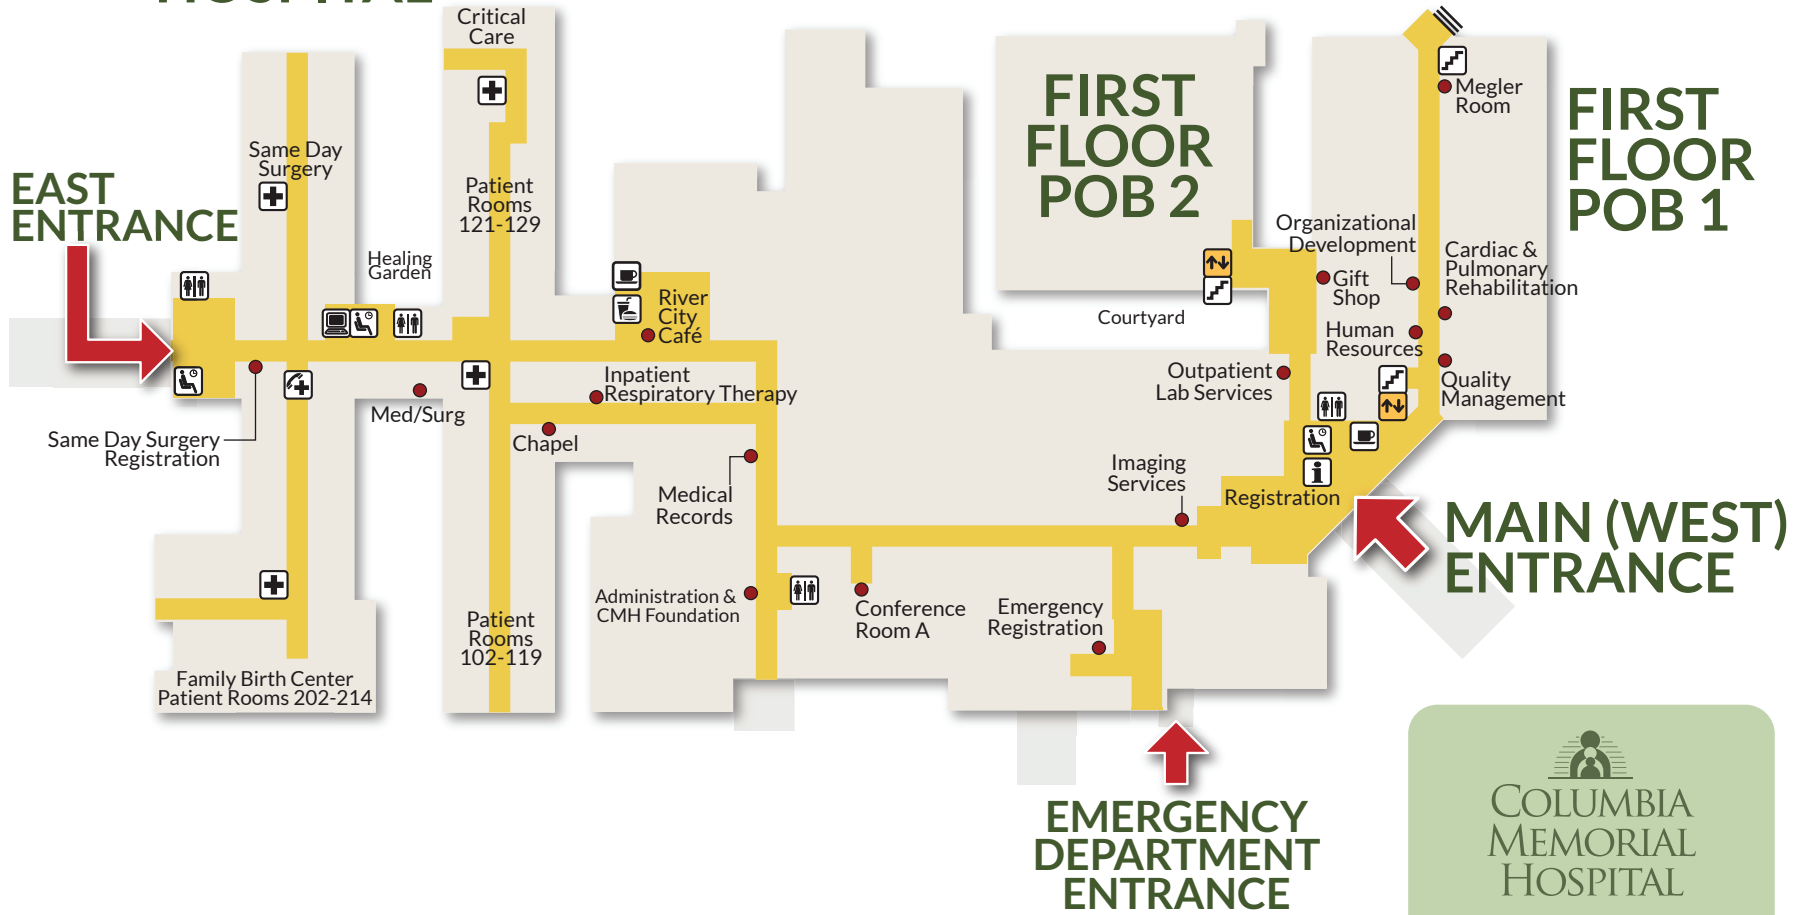 HOSPITAL
Critical
Care
FIRST
FLOOR
POB 2
Megler
Room
FIRST
FLOOR
POB 1
Same Day
Surgery
EAST
ENTRANCE
Patient
Rooms
121-129
Healing
Garden
Organizational
Development
Cardiac &
Pulmonary
Rehabilitation
Gift
Shop
River
City
Café
Courtyard
Human
Resources
Inpatient
Respiratory Therapy
Outpatient
Lab Services
Quality
Management
Med/Surg
Chapel
Same Day Surgery
Registration
Imaging
Services
Medical
Records
Registration
MAIN (WEST)
ENTRANCE
Administration &
CMH Foundation
Conference
Room A
Emergency
Registration
Patient
Rooms
102-119
Family Birth Center
Patient Rooms 202-214
EMERGENCY
DEPARTMENT
ENTRANCE
COLUMBIA
MEMORIAL
HOSPITAL